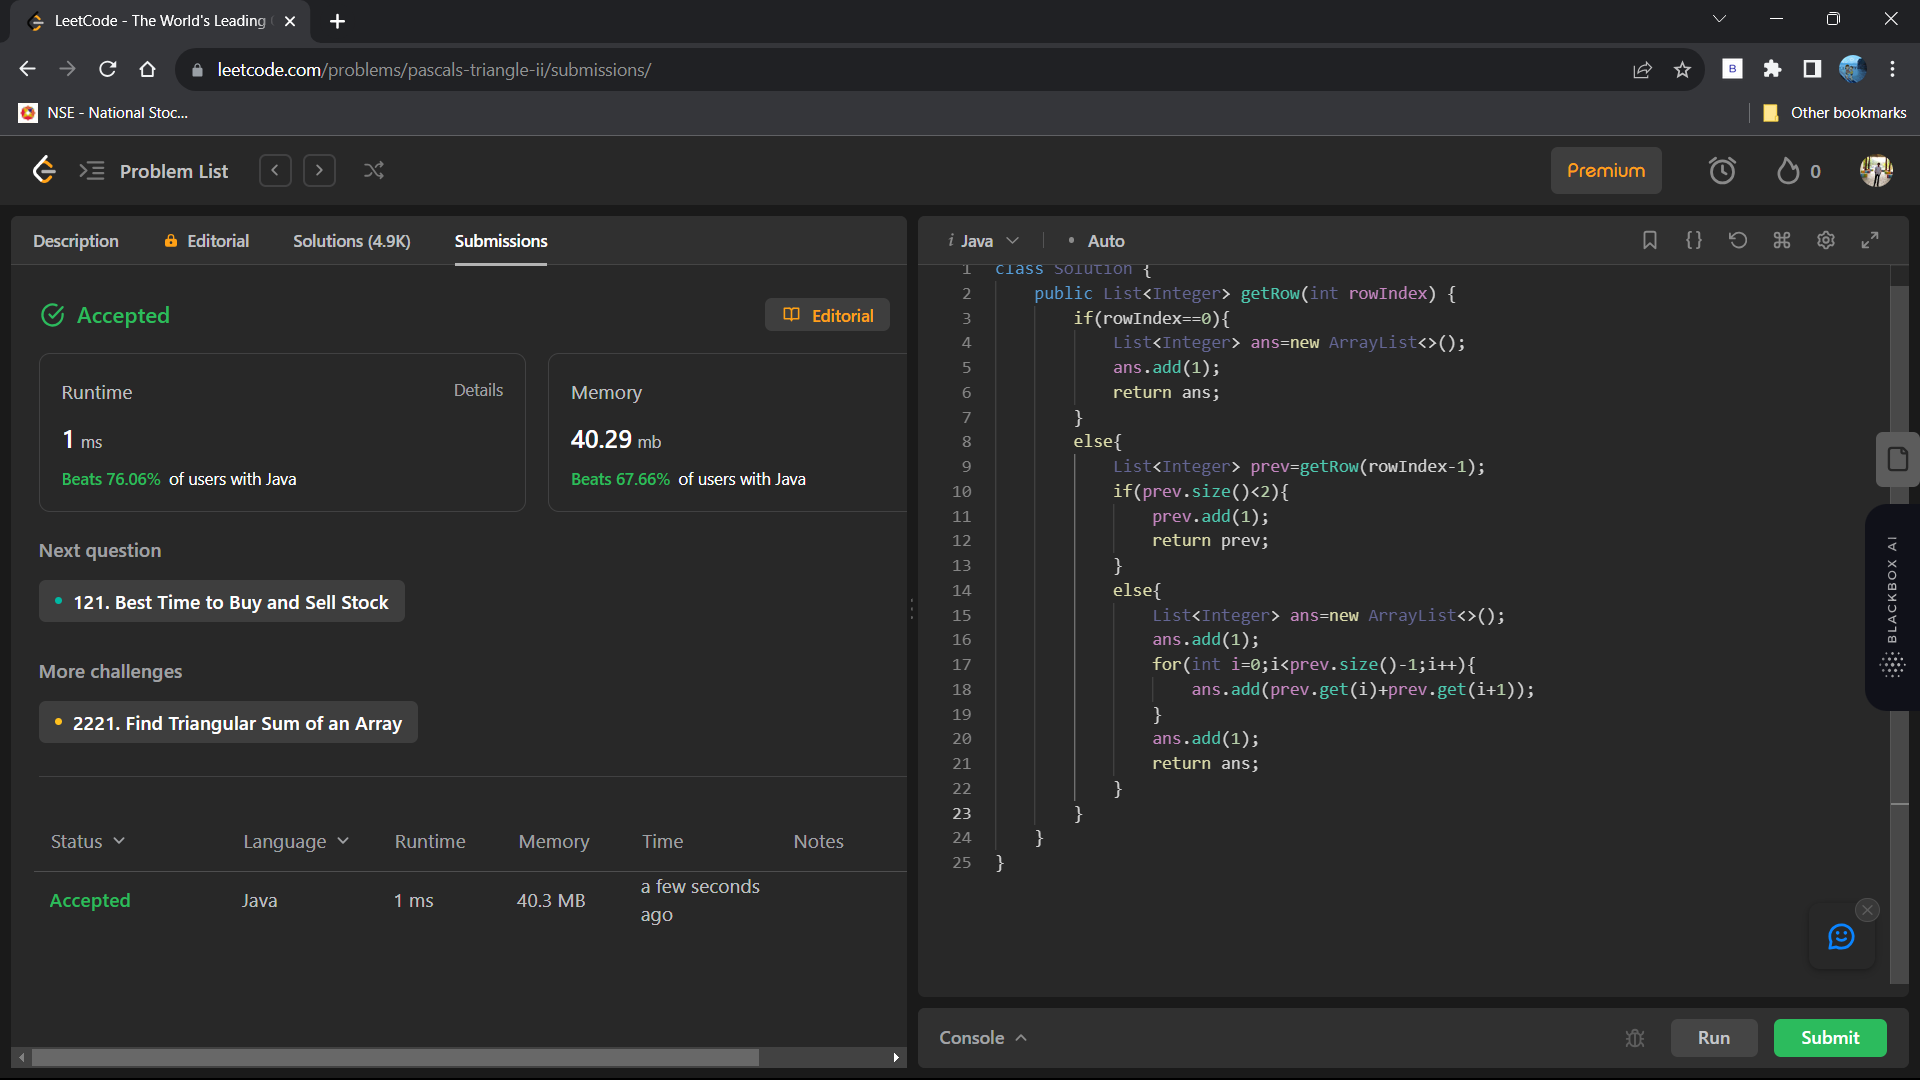 LeetCode - The World's Leading
leetcode.com/problems/pascals-triangle-ii/submissions/
B
NSE - National Stoc...
Other bookmarks
Problem List
Premium
0
Description
Editorial
Solutions (4.9K)
Submissions
Accepted
Editorial
Runtime
Details
1 ms
Beats 76.06% of users with Java
Memory
40.29 mb
Beats 67.66% of users with Java
Next question
121. Best Time to Buy and Sell Stock
More challenges
2221. Find Triangular Sum of an Array
Status
Language
Runtime
Memory
Time
Notes
Accepted
Java
1 ms
40.3 MB
a few seconds
ago
i Java
• Auto
1 class Solution {
2 public List<Integer> getRow(int rowIndex) {
3 if(rowIndex==0){
4 List<Integer> ans=new ArrayList<>();
5 ans.add(1);
6 return ans;
7 }
8 else{
9 List<Integer> prev=getRow(rowIndex-1);
10 if(prev.size()<2){
11 prev.add(1);
12 return prev;
13 }
14 else{
15 List<Integer> ans=new ArrayList<>();
16 ans.add(1);
17 for(int i=0;i<prev.size()-1;i++){
18 ans.add(prev.get(i)+prev.get(i+1));
19 }
20 ans.add(1);
21 return ans;
22 }
23 }
24 }
25 }
BLACKBOX AI
Console
Run
Submit